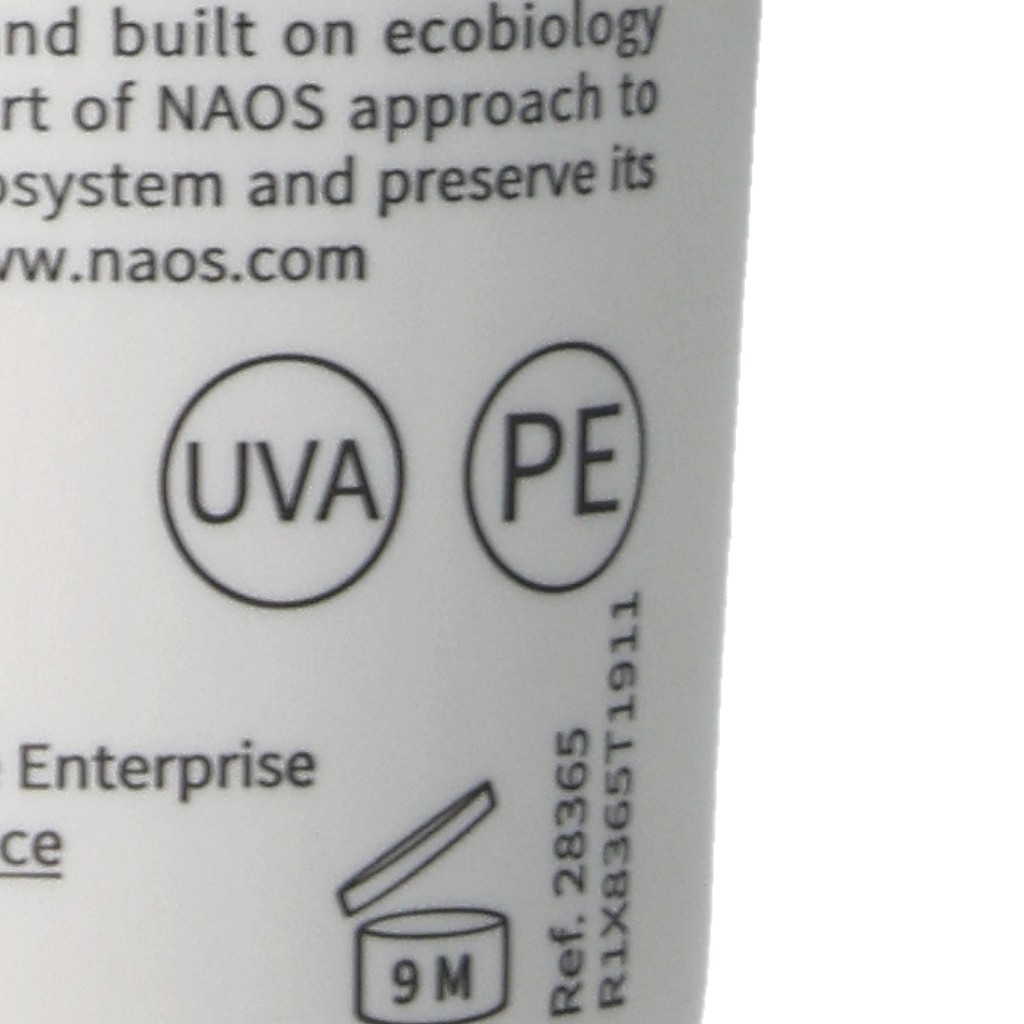 nd built on ecobiology
rt of NAOS approach to
osystem and preserve its
ww.naos.com
UVA
PE
Enterprise
ce
9 M
Ref. 28365
R1X8365T1911